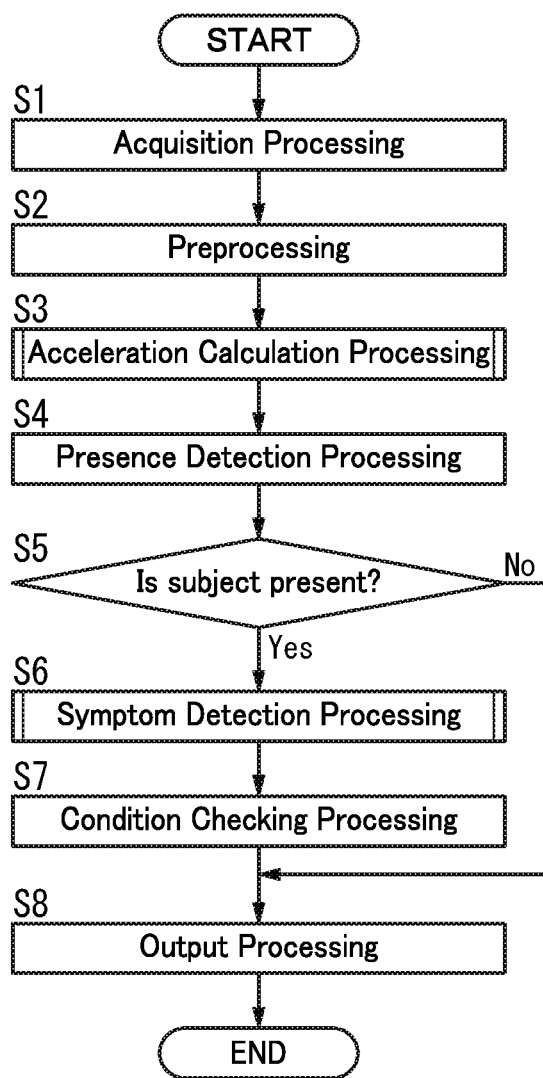 START
S1
Acquisition Processing
S2
Preprocessing
S3
Acceleration Calculation Processing
S4
Presence Detection Processing
S5
Is subject present?
No
Yes
S6
Symptom Detection Processing
S7
Condition Checking Processing
S8
Output Processing
END